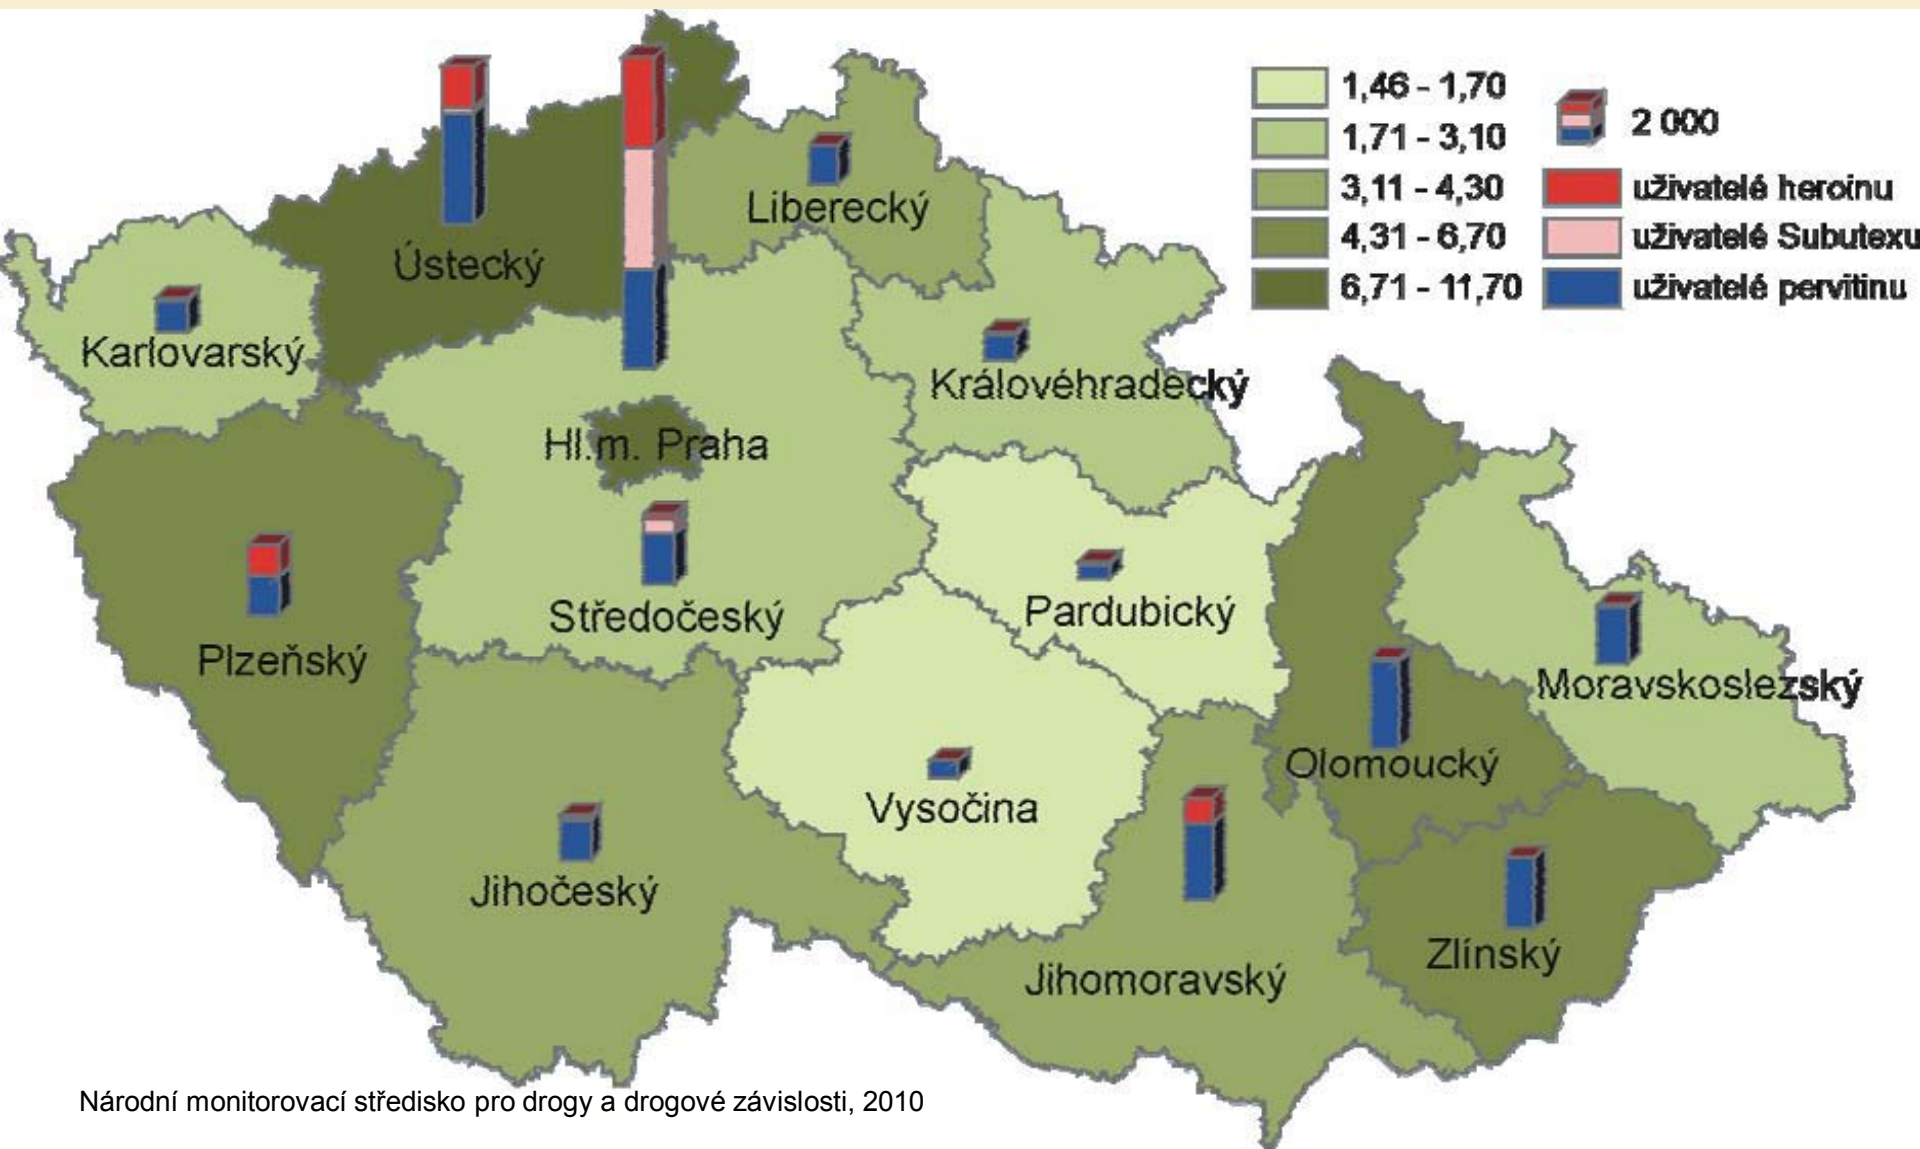 1,46 - 1,70
1,71 - 3,10
3,11 - 4,30
4,31 - 6,70
6,71 - 11,70
2 000
uživatelé heroinu
uživatelé Subutexu
uživatelé pervitinu
Liberecký
Ústecký
Karlovarský
Královéhradecký
Hl.m. Praha
Středočeský
Pardubický
Plzeňský
Moravskoslezský
Olomoucký
Vysočina
Jihočeský
Zlínský
Jihomoravský
Národní monitorovací středisko pro drogy a drogové závislosti, 2010